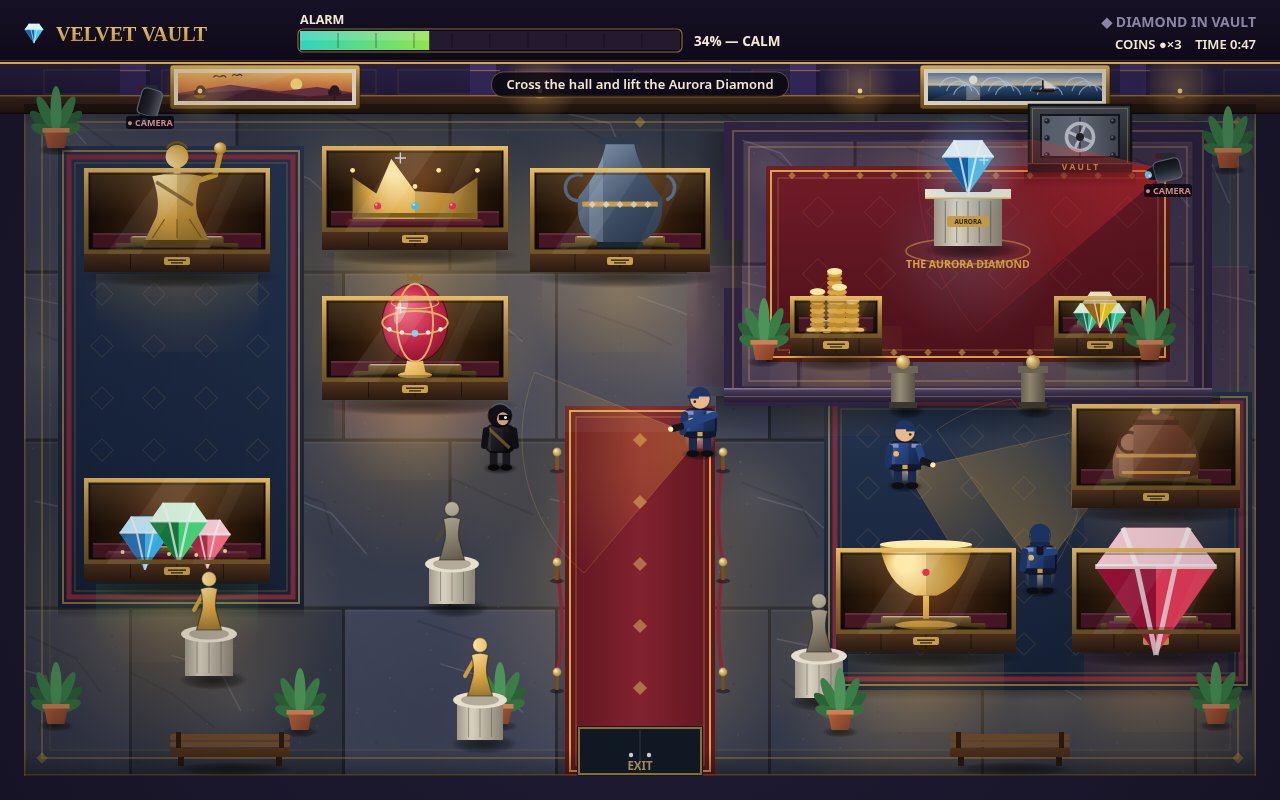 VELVET VAULT
ALARM
34% — CALM
◆ DIAMOND IN VAULT
COINS ●×3 TIME 0:47
Cross the hall and lift the Aurora Diamond
● CAMERA
VAULT
● CAMERA
AURORA
THE AURORA DIAMOND
EXIT